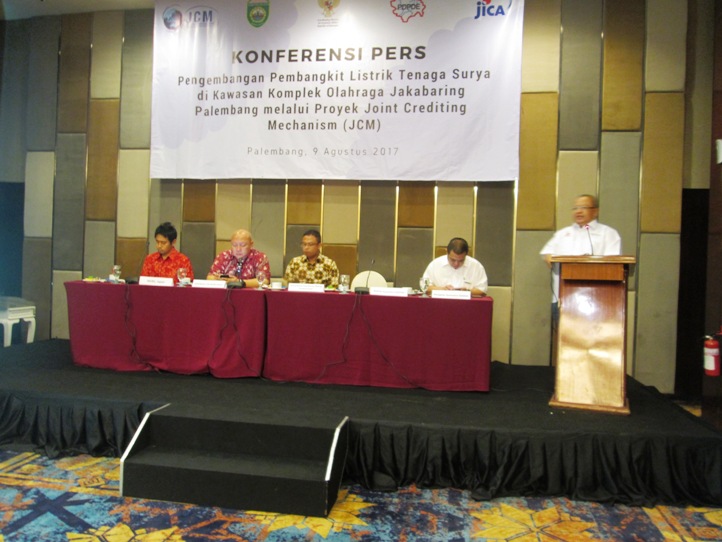 JCM
PDPDE
JICA
KONFERENSI PERS
Pengembangan Pembangkit Listrik Tenaga Surya
di Kawasan Komplek Olahraga Jakabaring
Palembang melalui Proyek Joint Crediting
Mechanism (JCM)
Palembang, 9 Agustus 2017